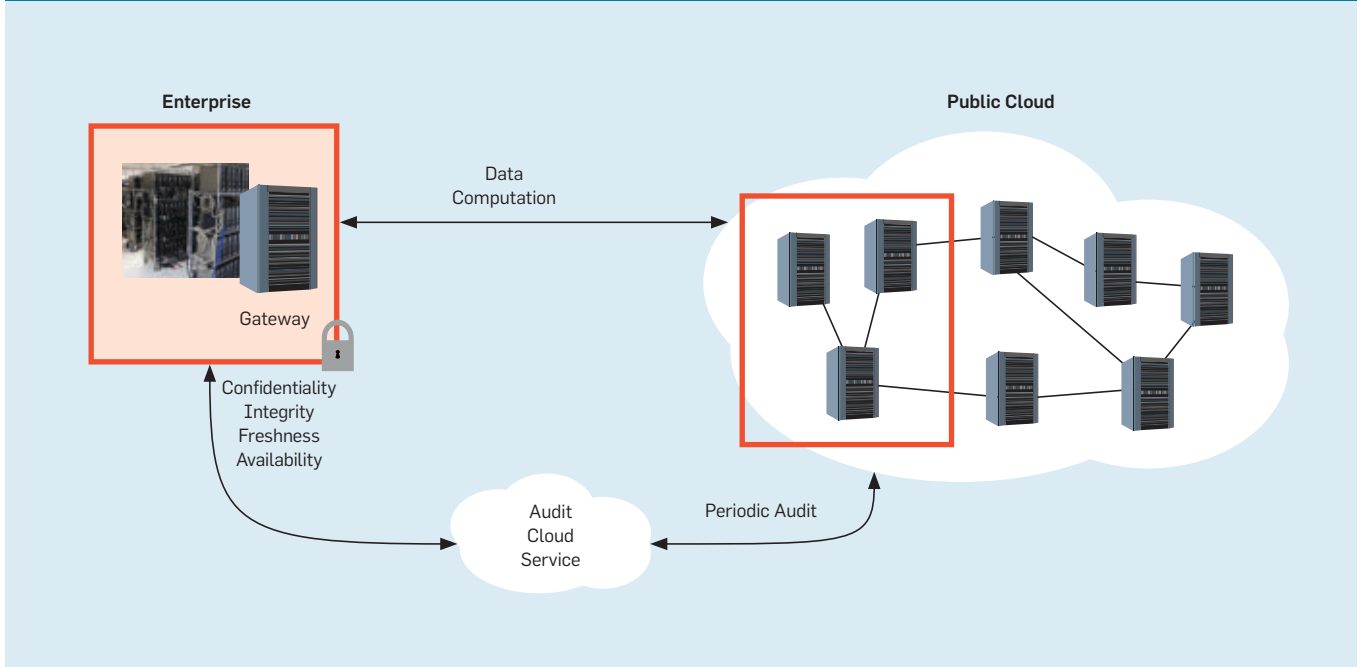 Enterprise
Public Cloud
Data
Computation
Gateway
Confidentiality
Integrity
Freshness
Availability
Audit
Cloud
Service
Periodic Audit